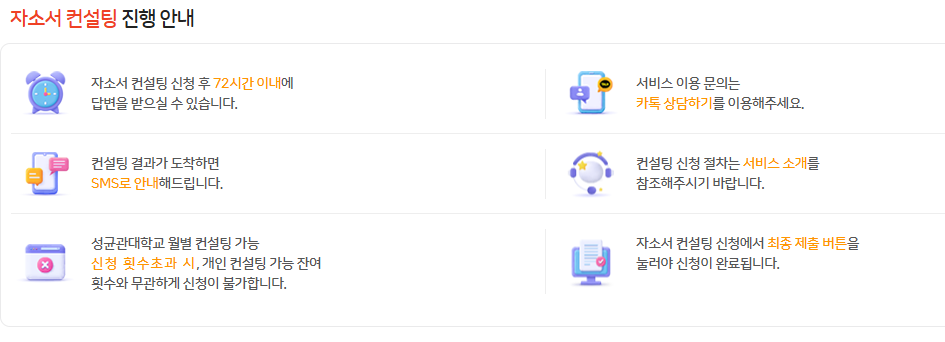 자소서 컨설팅 진행 안내
자소서 컨설팅 신청 후 72시간 이내에
답변을 받으실 수 있습니다.
서비스 이용 문의는
카톡 상담하기를 이용해주세요.
컨설팅 결과가 도착하면
SMS로 안내해드립니다.
컨설팅 신청 절차는 서비스 소개를
참조해주시기 바랍니다.
성균관대학교 월별 컨설팅 가능
신청 횟수초과 시, 개인 컨설팅 가능 잔여
횟수와 무관하게 신청이 불가합니다.
자소서 컨설팅 신청에서 최종 제출 버튼을
눌러야 신청이 완료됩니다.